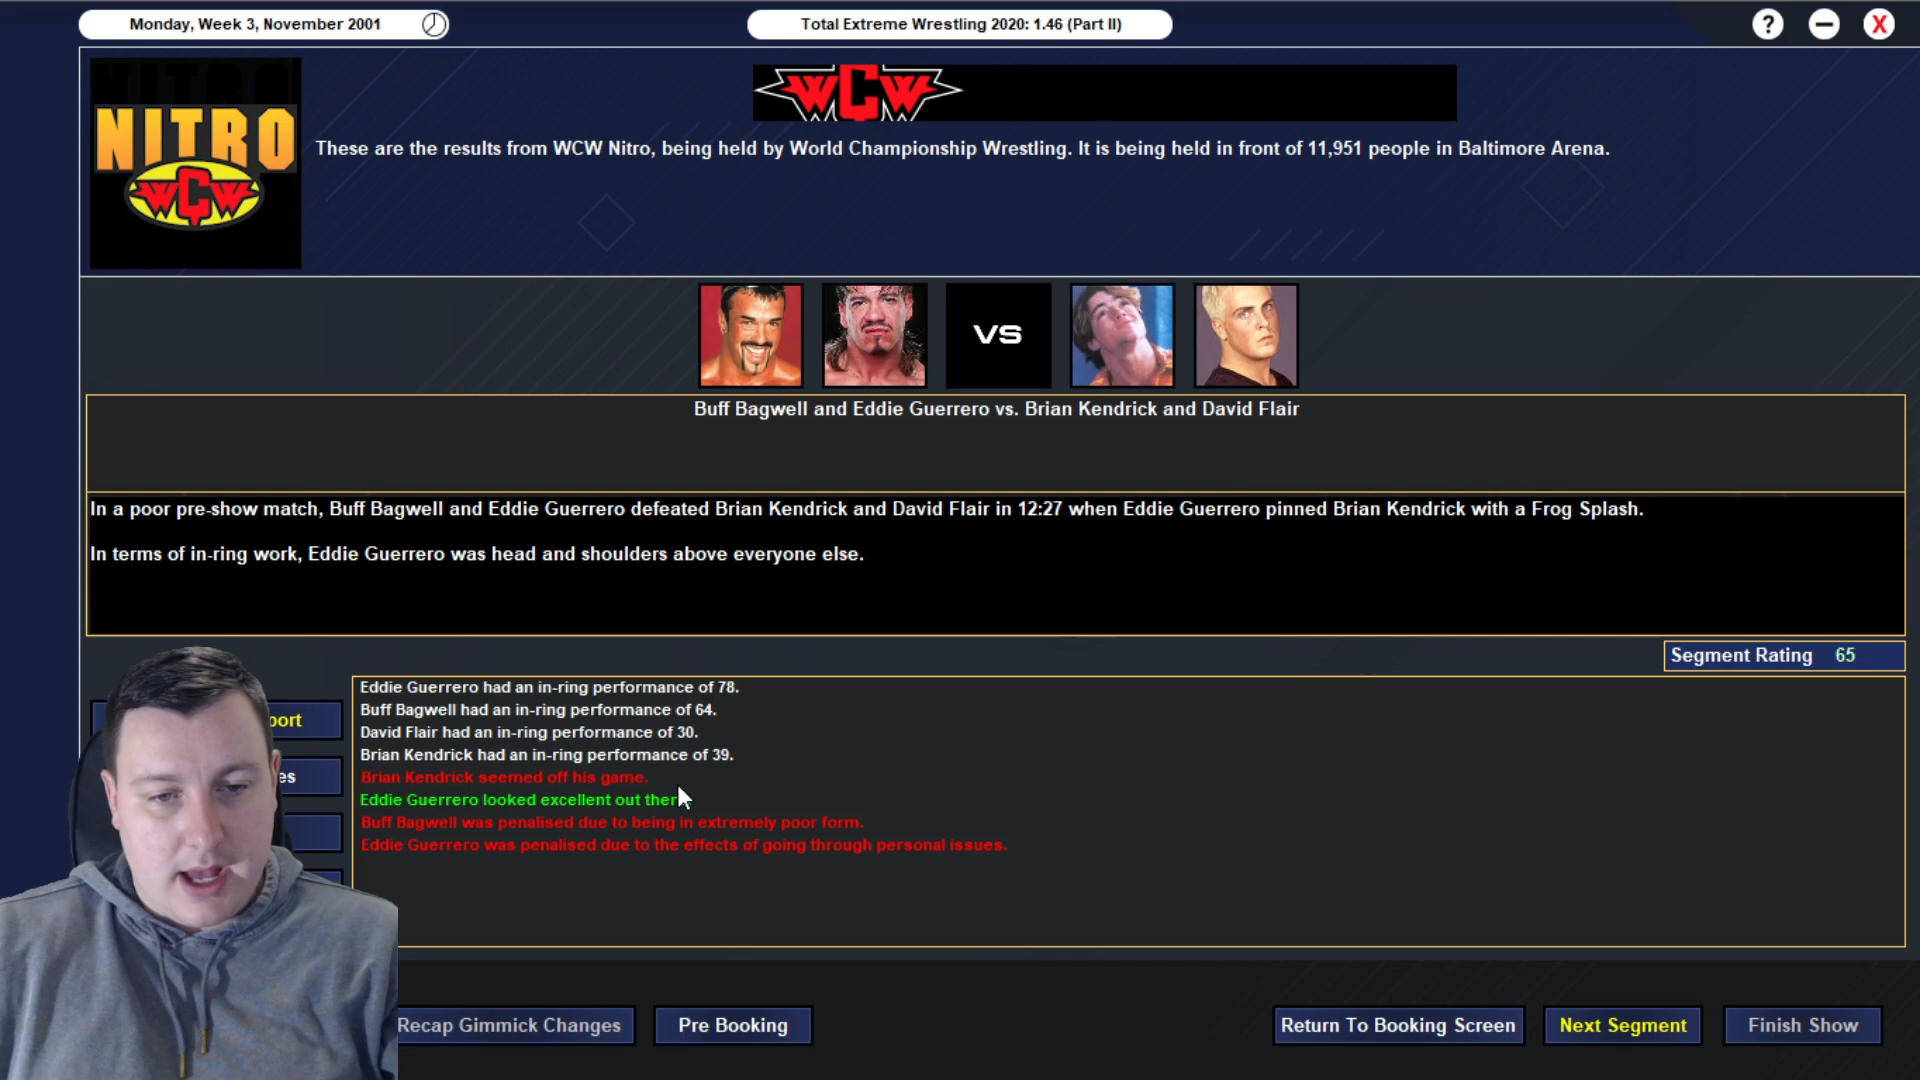 Monday, Week 3, November 2001
Total Extreme Wrestling 2020: 1.46 (Part II)
?
X
NITRO
WCW
WCW
These are the results from WCW Nitro, being held by World Championship Wrestling. It is being held in front of 11,951 people in Baltimore Arena.
VS
Buff Bagwell and Eddie Guerrero vs. Brian Kendrick and David Flair
In a poor pre-show match, Buff Bagwell and Eddie Guerrero defeated Brian Kendrick and David Flair in 12:27 when Eddie Guerrero pinned Brian Kendrick with a Frog Splash.
In terms of in-ring work, Eddie Guerrero was head and shoulders above everyone else.
Segment Rating 65
Eddie Guerrero had an in-ring performance of 78.
Buff Bagwell had an in-ring performance of 64.
David Flair had an in-ring performance of 30.
Brian Kendrick had an in-ring performance of 39.
Brian Kendrick seemed off his game.
Eddie Guerrero looked excellent out ther
Buff Bagwell was penalised due to being in extremely poor form.
Eddie Guerrero was penalised due to the effects of going through personal issues.
port
es
Recap Gimmick Changes
Pre Booking
Return To Booking Screen
Next Segment
Finish Show